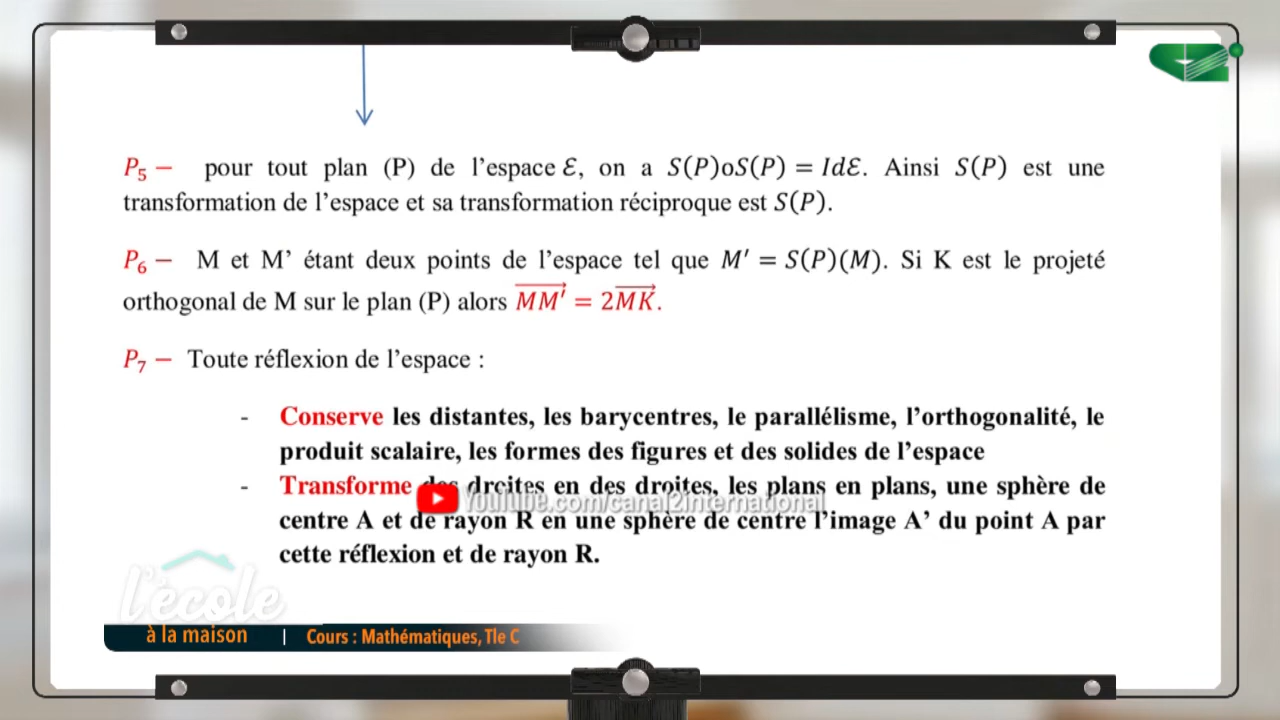 P₅ − pour tout plan (P) de l'espace ℰ, on a S(P)oS(P) = Idℰ. Ainsi S(P) est une
transformation de l'espace et sa transformation réciproque est S(P).
P₆ − M et M' étant deux points de l'espace tel que M′ = S(P)(M). Si K est le projeté
orthogonal de M sur le plan (P) alors MM′ = 2MK.
P₇ − Toute réflexion de l'espace :
- Conserve les distantes, les barycentres, le parallélisme, l'orthogonalité, le
produit scalaire, les formes des figures et des solides de l'espace
- Transforme des droites en des droites, les plans en plans, une sphère de
centre A et de rayon R en une sphère de centre l'image A' du point A par
cette réflexion et de rayon R.
Youtube.com/canal2international
l'école
à la maison | Cours : Mathématiques, Tle C